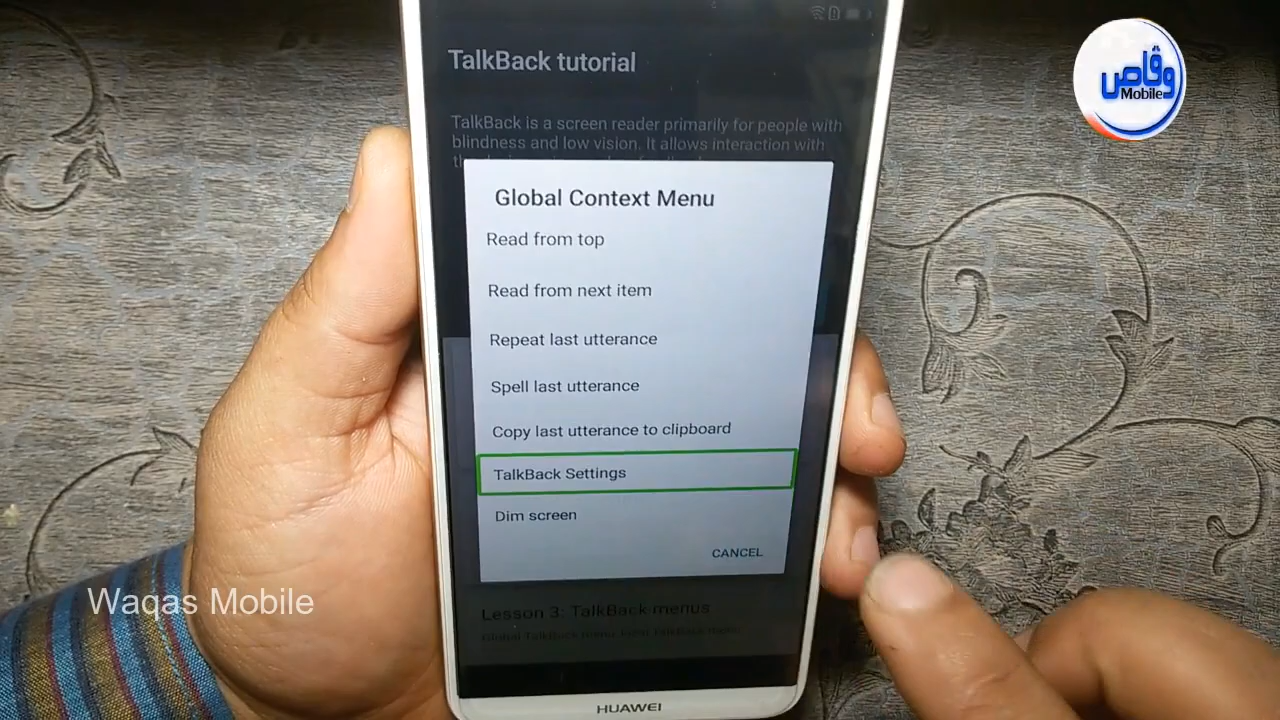 TalkBack tutorial
TalkBack is a screen reader primarily for people with
blindness and low vision. It allows interaction with
Global Context Menu
Read from top
Read from next item
Repeat last utterance
Spell last utterance
Copy last utterance to clipboard
TalkBack Settings
Dim screen
CANCEL
Lesson 3: TalkBack menus
HUAWEI
وقاص
Mobile
Waqas Mobile